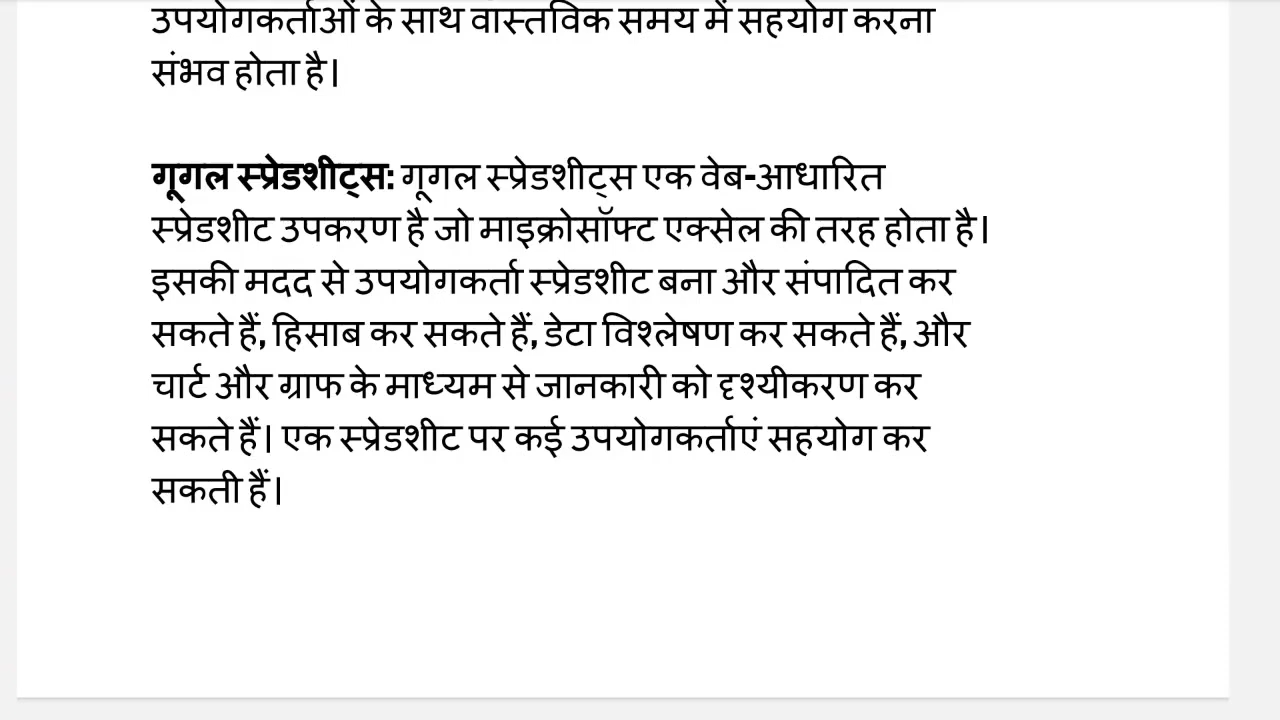 उपयोगकर्ताओं के साथ वास्तविक समय में सहयोग करना
संभव होता है।
गूगल स्प्रेडशीट्स: गूगल स्प्रेडशीट्स एक वेब-आधारित
स्प्रेडशीट उपकरण है जो माइक्रोसॉफ्ट एक्सेल की तरह होता है।
इसकी मदद से उपयोगकर्ता स्प्रेडशीट बना और संपादित कर
सकते हैं, हिसाब कर सकते हैं, डेटा विश्लेषण कर सकते हैं, और
चार्ट और ग्राफ के माध्यम से जानकारी को दृश्यीकरण कर
सकते हैं। एक स्प्रेडशीट पर कई उपयोगकर्ताएं सहयोग कर
सकती हैं।